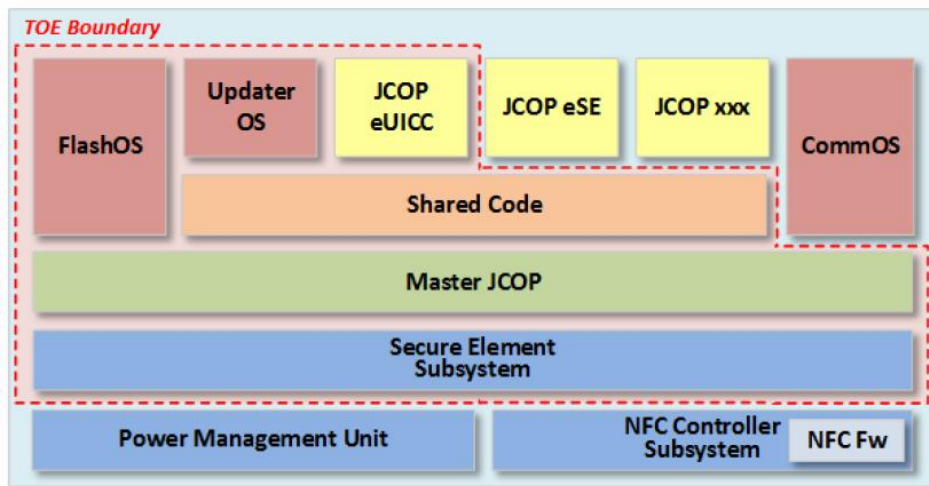 TOE Boundary
FlashOS
Updater
OS
JCOP
eUICC
JCOP eSE
JCOP xxx
CommOS
Shared Code
Master JCOP
Secure Element
Subsystem
Power Management Unit
NFC Controller
Subsystem
NFC Fw